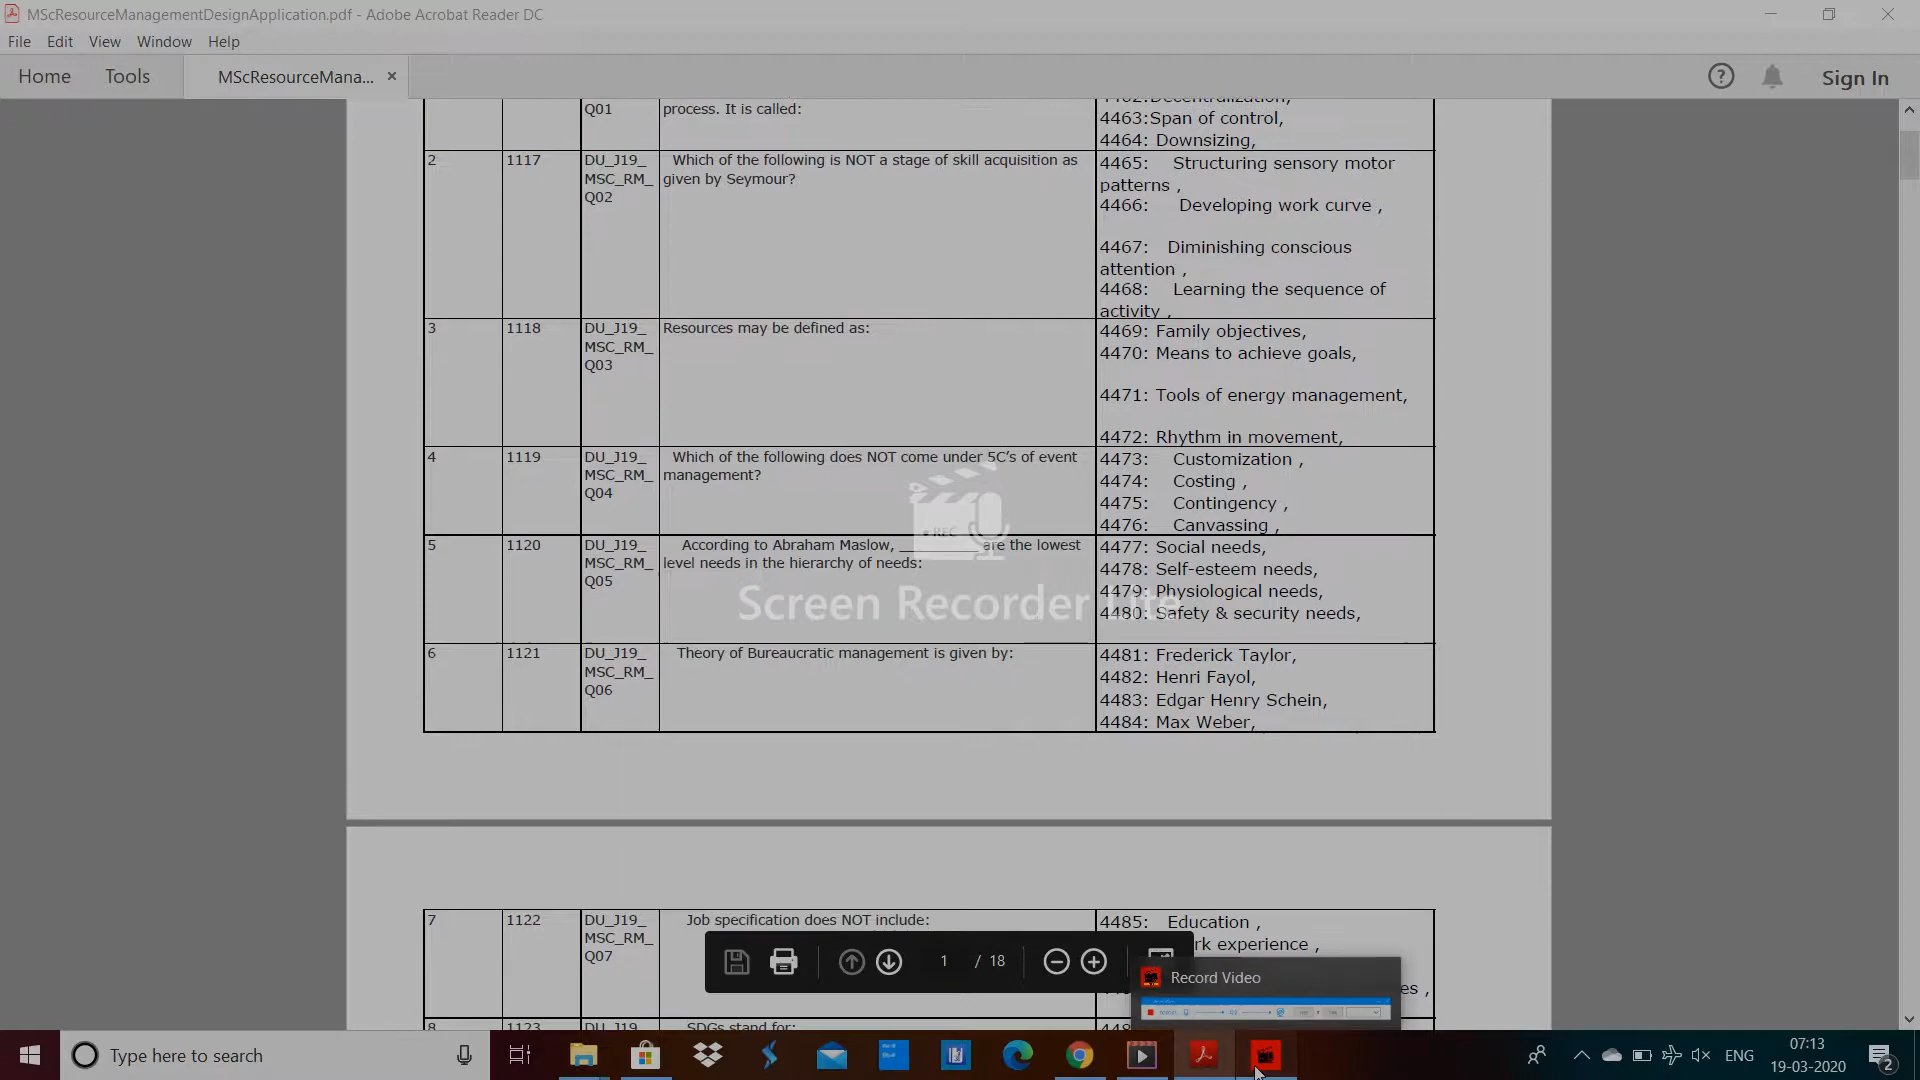 MScResourceManagementDesignApplication.pdf - Adobe Acrobat Reader DC
File Edit View Window Help
Home Tools MScResourceMana... × ? Sign In
Q01 process. It is called: 4462:Decentralization,
4463:Span of control,
4464: Downsizing,
2 1117 DU_J19_ Which of the following is NOT a stage of skill acquisition as 4465: Structuring sensory motor
MSC_RM_ given by Seymour? patterns ,
Q02 4466: Developing work curve ,
4467: Diminishing conscious
attention ,
4468: Learning the sequence of
activity ,
3 1118 DU_J19_ Resources may be defined as: 4469: Family objectives,
MSC_RM_ 4470: Means to achieve goals,
Q03
4471: Tools of energy management,
4472: Rhythm in movement,
4 1119 DU_J19_ Which of the following does NOT come under 5C's of event 4473: Customization ,
MSC_RM_ management? 4474: Costing ,
Q04 4475: Contingency ,
4476: Canvassing ,
5 1120 DU_J19_ According to Abraham Maslow, __________ are the lowest 4477: Social needs,
MSC_RM_ level needs in the hierarchy of needs: 4478: Self-esteem needs,
Q05 4479: Physiological needs,
4480: Safety & security needs,
REC
Screen Recorder Lite
6 1121 DU_J19_ Theory of Bureaucratic management is given by: 4481: Frederick Taylor,
MSC_RM_ 4482: Henri Fayol,
Q06 4483: Edgar Henry Schein,
4484: Max Weber,
7 1122 DU_J19_ Job specification does NOT include: 4485: Education ,
MSC_RM_ experience ,
Q07
1 / 18
Record Video
8 1123 DU_J19_ SDGs stand for:
Type here to search ENG 07:13
19-03-2020 2